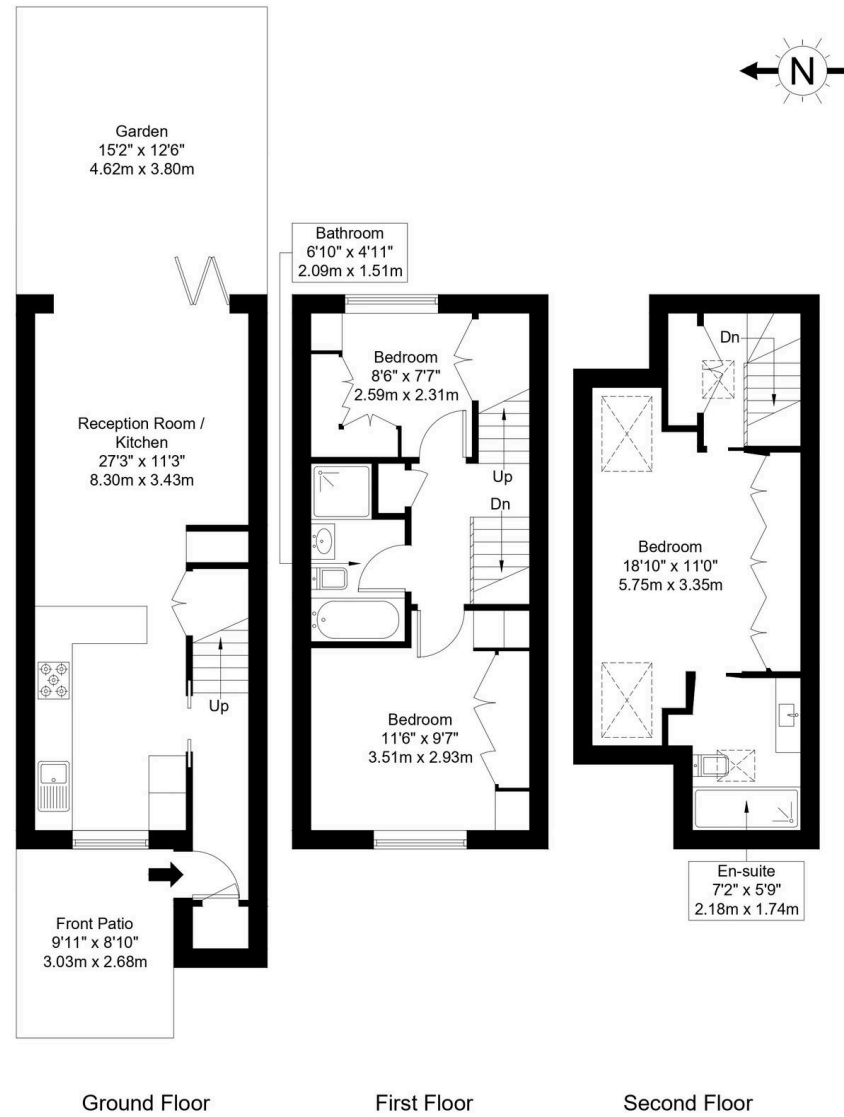 N
Garden
15'2" x 12'6"
4.62m x 3.80m
Bathroom
6'10" x 4'11"
2.09m x 1.51m
Reception Room /
Kitchen
27'3" x 11'3"
8.30m x 3.43m
Up
Front Patio
9'11" x 8'10"
3.03m x 2.68m
Bedroom
8'6" x 7'7"
2.59m x 2.31m
Up
Dn
Bedroom
11'6" x 9'7"
3.51m x 2.93m
Dn
Bedroom
18'10" x 11'0"
5.75m x 3.35m
En-suite
7'2" x 5'9"
2.18m x 1.74m
Ground Floor
First Floor
Second Floor